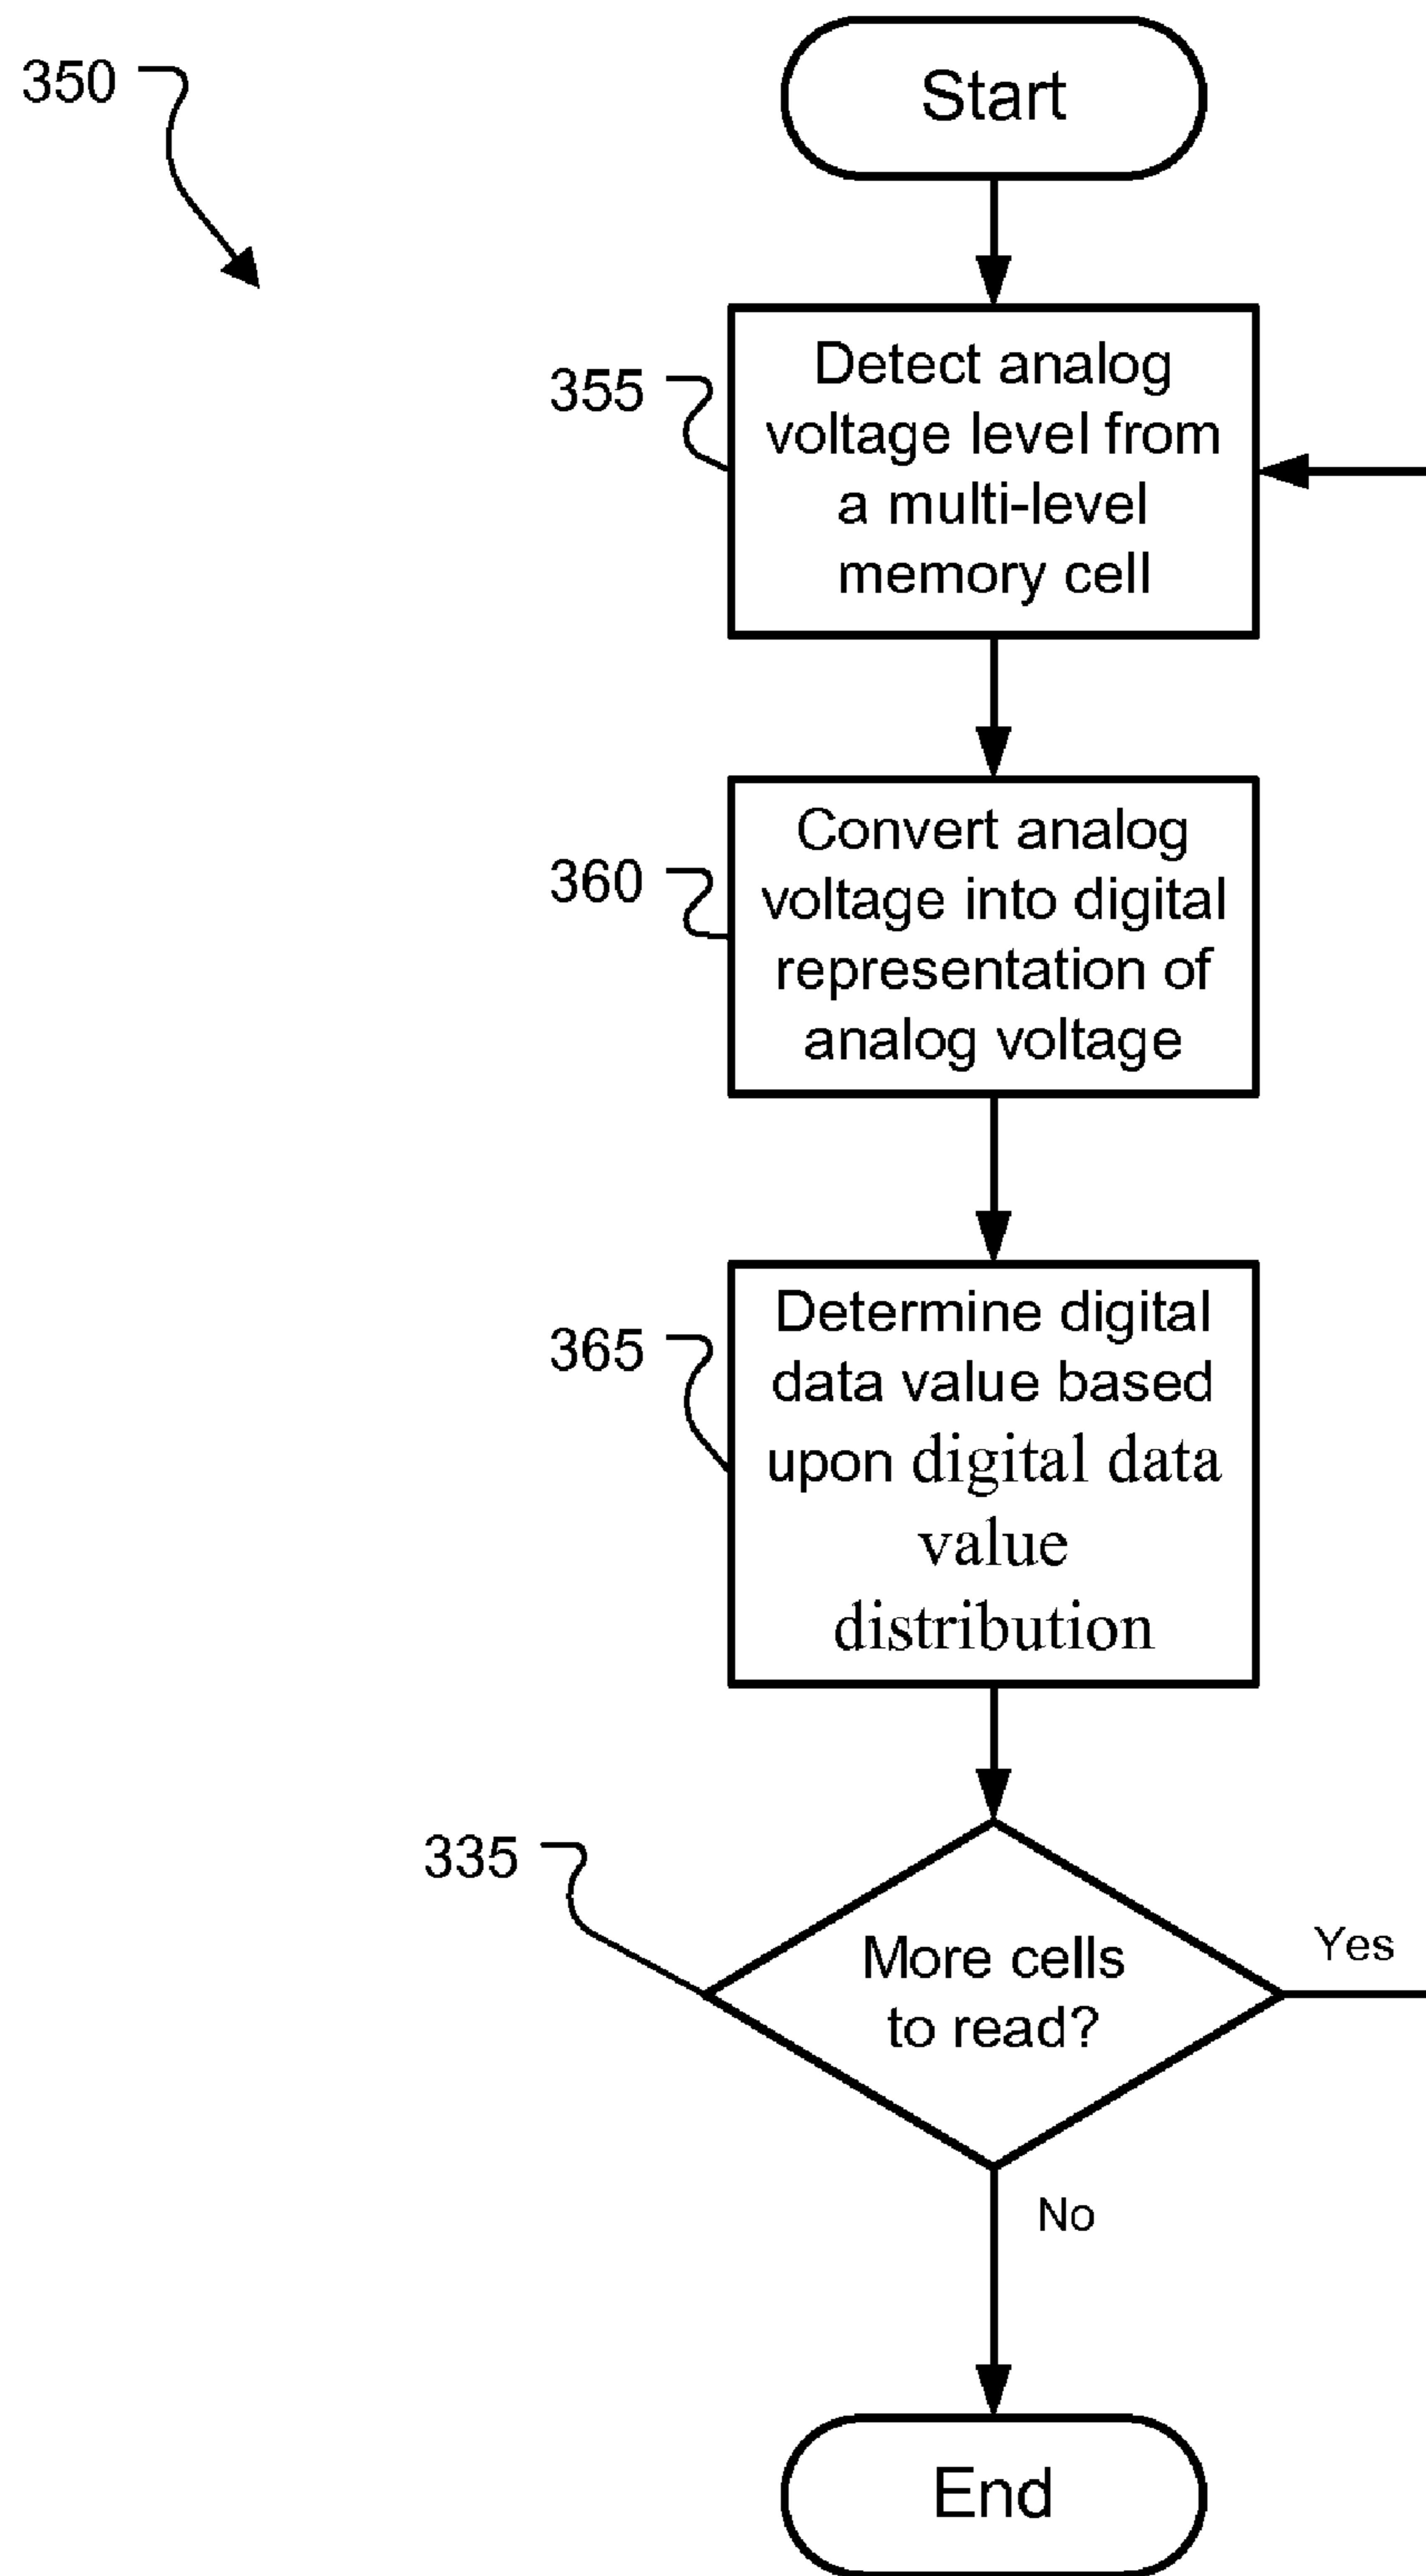 350
Start
355
Detect analog
voltage level from
a multi-level
memory cell
360
Convert analog
voltage into digital
representation of
analog voltage
365
Determine digital
data value based
upon digital data
value
distribution
335
More cells
to read?
Yes
No
End